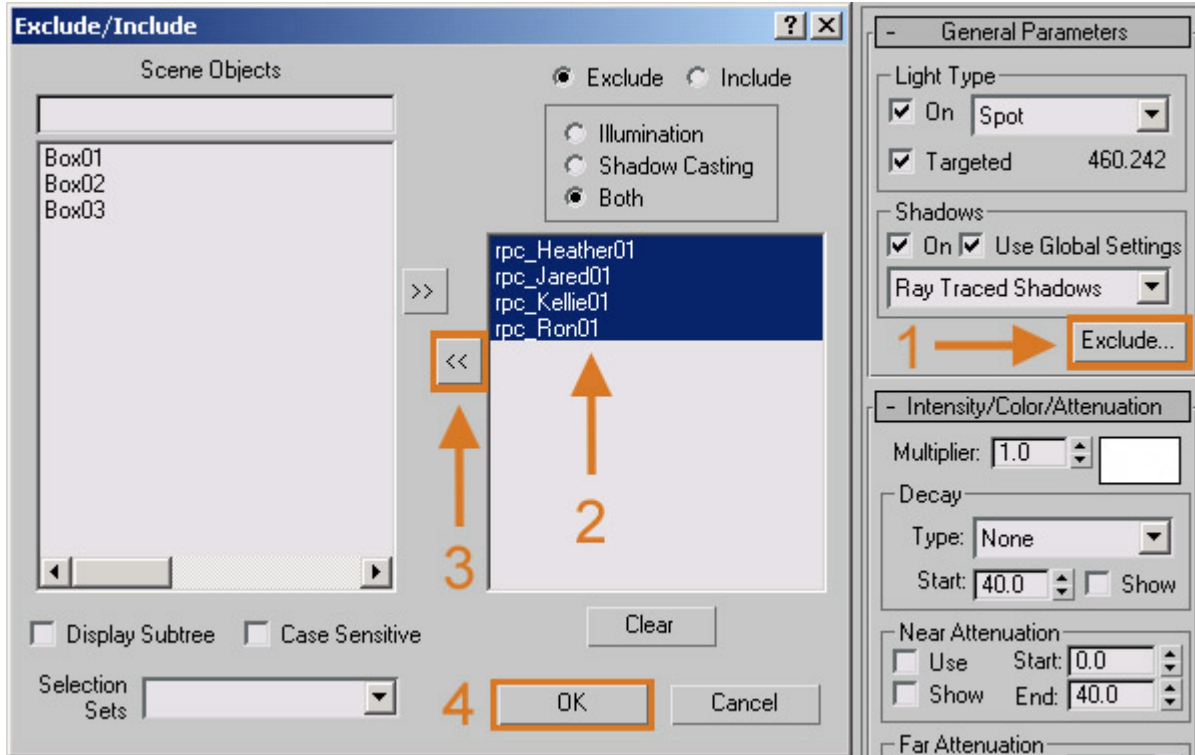 Exclude/Include
Scene Objects
Exclude Include
Illumination
Shadow Casting
Both
Box01
Box02
Box03
rpc_Heather01
rpc_Jared01
rpc_Kellie01
rpc_Ron01
>>
<<
2
3
Clear
Display Subtree Case Sensitive
Selection Sets
4
OK Cancel
- General Parameters
Light Type
On Spot
Targeted 460.242
Shadows
On Use Global Settings
Ray Traced Shadows
1 Exclude...
- Intensity/Color/Attenuation
Multiplier: 1.0
Decay
Type: None
Start: 40.0 Show
Near Attenuation
Use Start: 0.0
Show End: 40.0
Far Attenuation